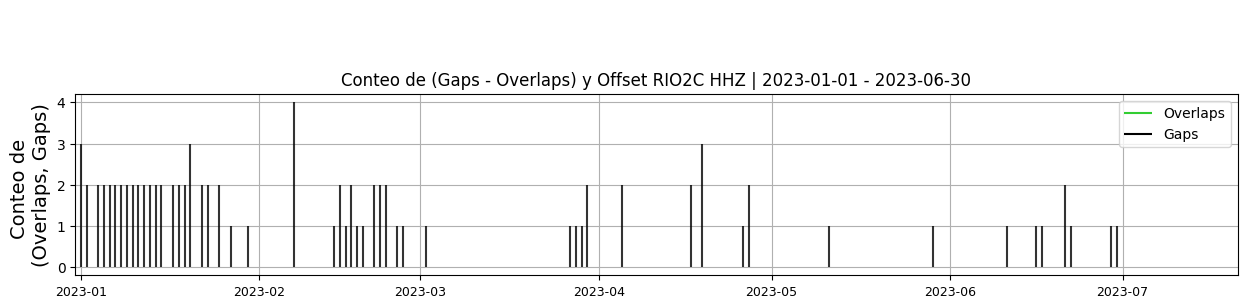 Conteo de (Gaps - Overlaps) y Offset RIO2C HHZ | 2023-01-01 - 2023-06-30
Conteo de
(Overlaps, Gaps)
4
3
2
1
0
Overlaps
Gaps
2023-01
2023-02
2023-03
2023-04
2023-05
2023-06
2023-07